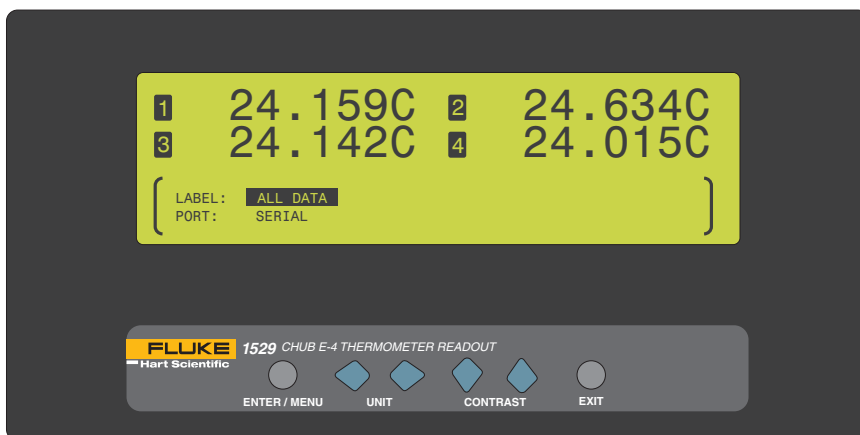 1 24.159C 2 24.634C
3 24.142C 4 24.015C
LABEL: ALL DATA
PORT: SERIAL
FLUKE
Hart Scientific
1529 CHUB E-4 THERMOMETER READOUT
ENTER / MENU UNIT CONTRAST EXIT